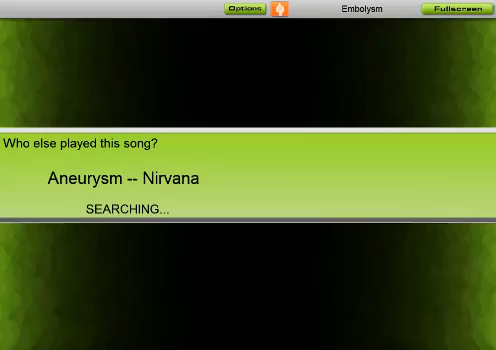 Options Embolysm Fullscreen
Who else played this song?
Aneurysm -- Nirvana
SEARCHING...